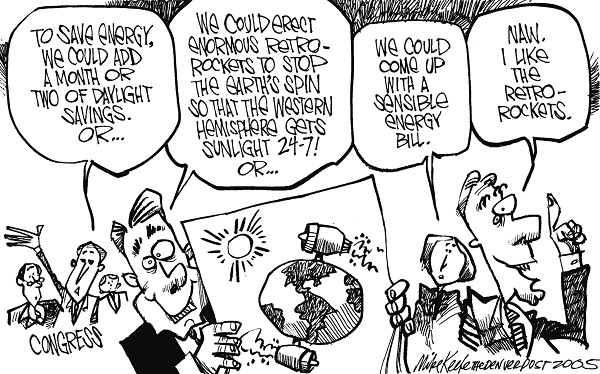 TO SAVE ENERGY,
WE COULD ADD
A MONTH OR
TWO OF DAYLIGHT
SAVINGS.
OR...
WE COULD ERECT
ENORMOUS RETRO-
ROCKETS TO STOP
THE EARTH'S SPIN
SO THAT THE WESTERN
HEMISPHERE GETS
SUNLIGHT 24-7!
OR...
WE COULD
COME UP
WITH A
SENSIBLE
ENERGY
BILL.
NAW.
I LIKE
THE
RETRO-
ROCKETS.
CONGRESS
Mike Keefe THE DENVER POST 2005